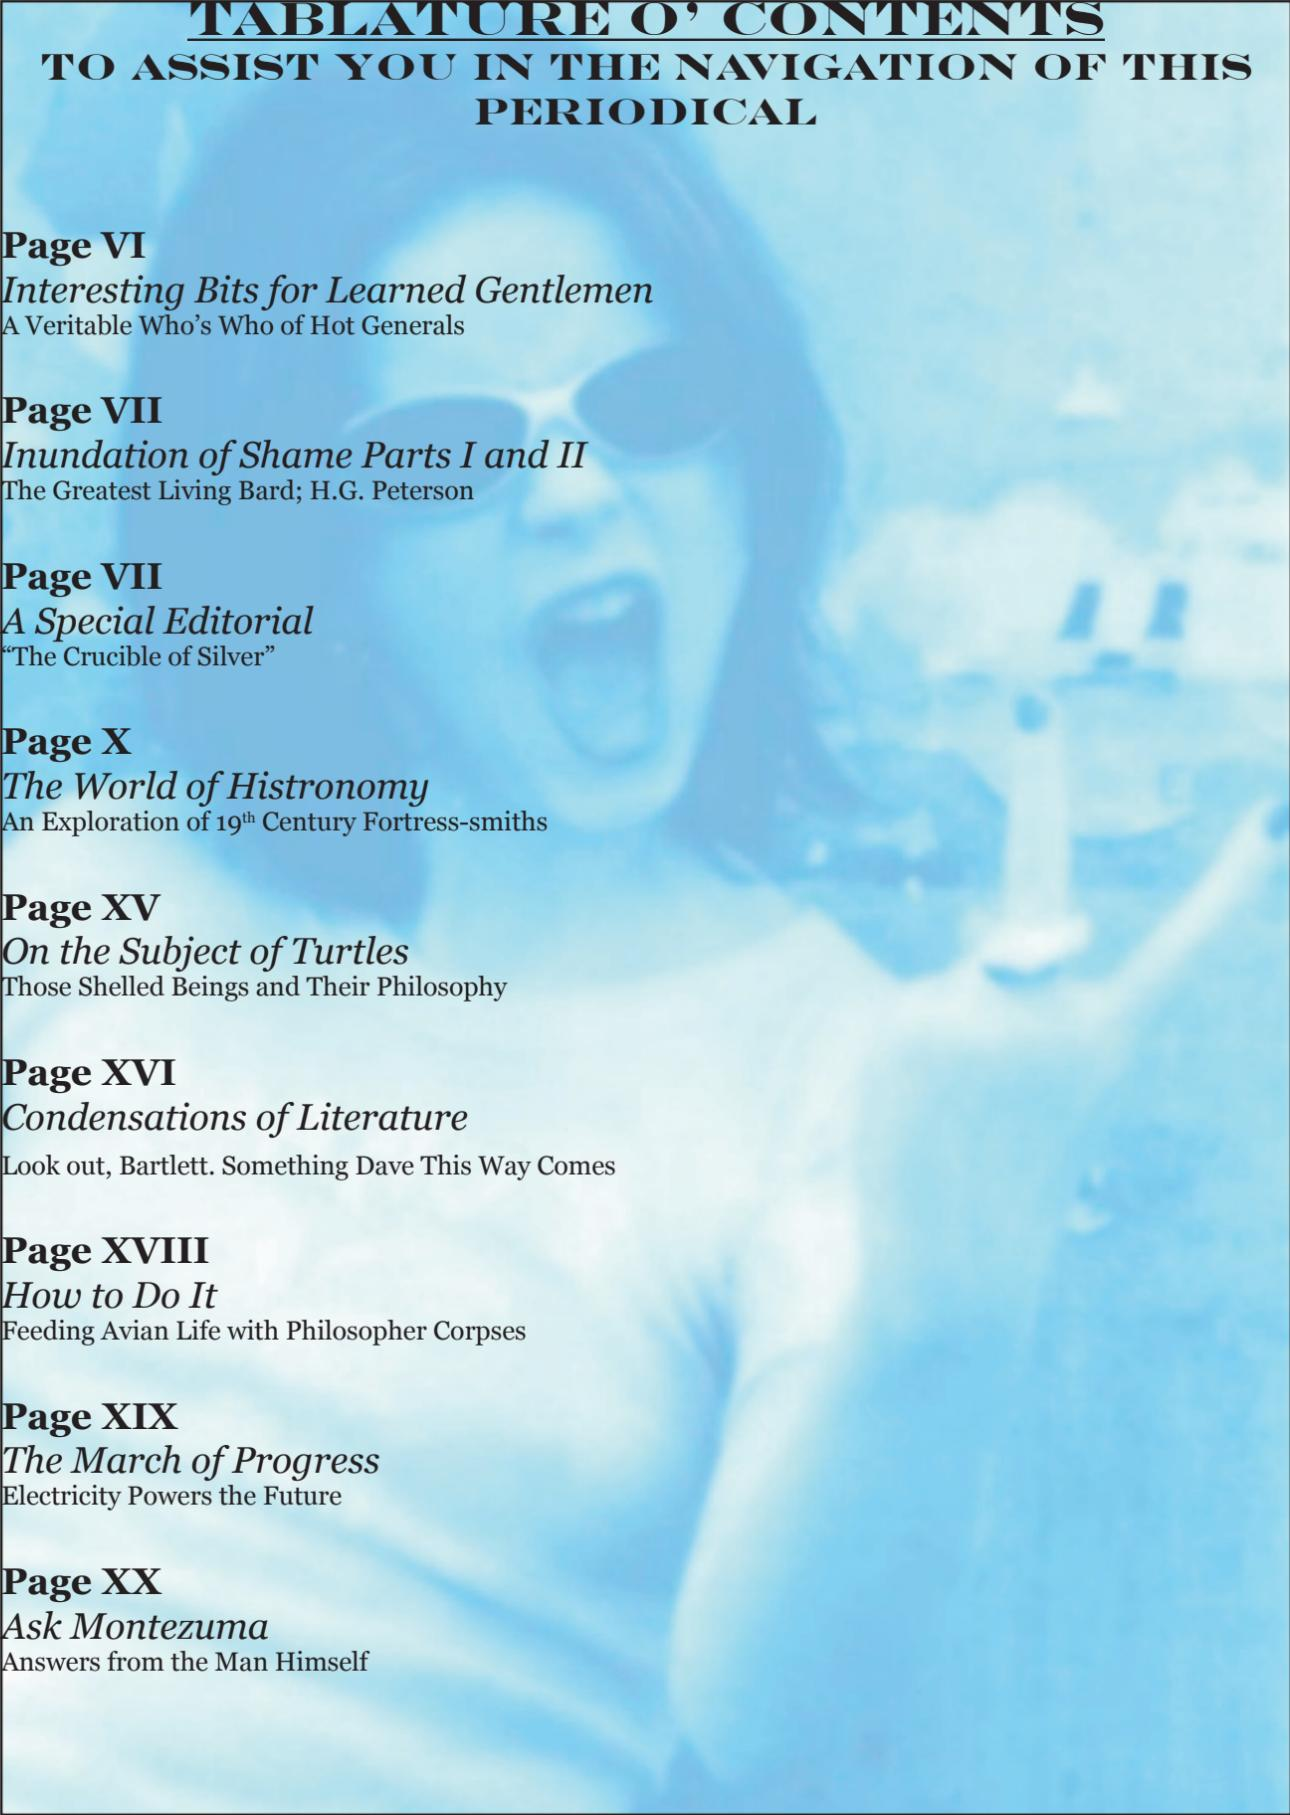 TABLATURE O' CONTENTS
TO ASSIST YOU IN THE NAVIGATION OF THIS
PERIODICAL
Page VI
Interesting Bits for Learned Gentlemen
A Veritable Who’s Who of Hot Generals
Page VII
Inundation of Shame Parts I and II
The Greatest Living Bard; H.G. Peterson
Page VII
A Special Editorial
“The Crucible of Silver”
Page X
The World of Histronomy
An Exploration of 19th Century Fortress-smiths
Page XV
On the Subject of Turtles
Those Shelled Beings and Their Philosophy
Page XVI
Condensations of Literature
Look out, Bartlett. Something Dave This Way Comes
Page XVIII
How to Do It
Feeding Avian Life with Philosopher Corpses
Page XIX
The March of Progress
Electricity Powers the Future
Page XX
Ask Montezuma
Answers from the Man Himself